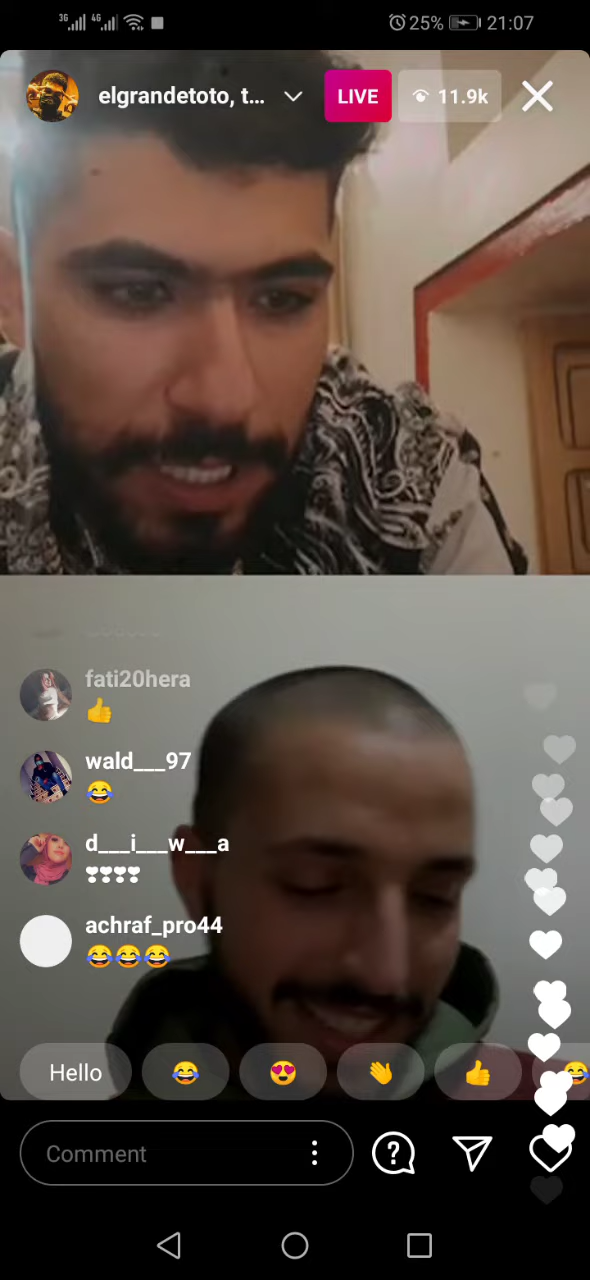 3G 4G 25% 21:07
elgrandetoto, t... LIVE 11.9k
fati20hera
👍
wald___97
😂
d___i___w___a
❣❣❣❣
achraf_pro44
😂😂😂
Hello 😂 😍 👋 👍 😂
Comment